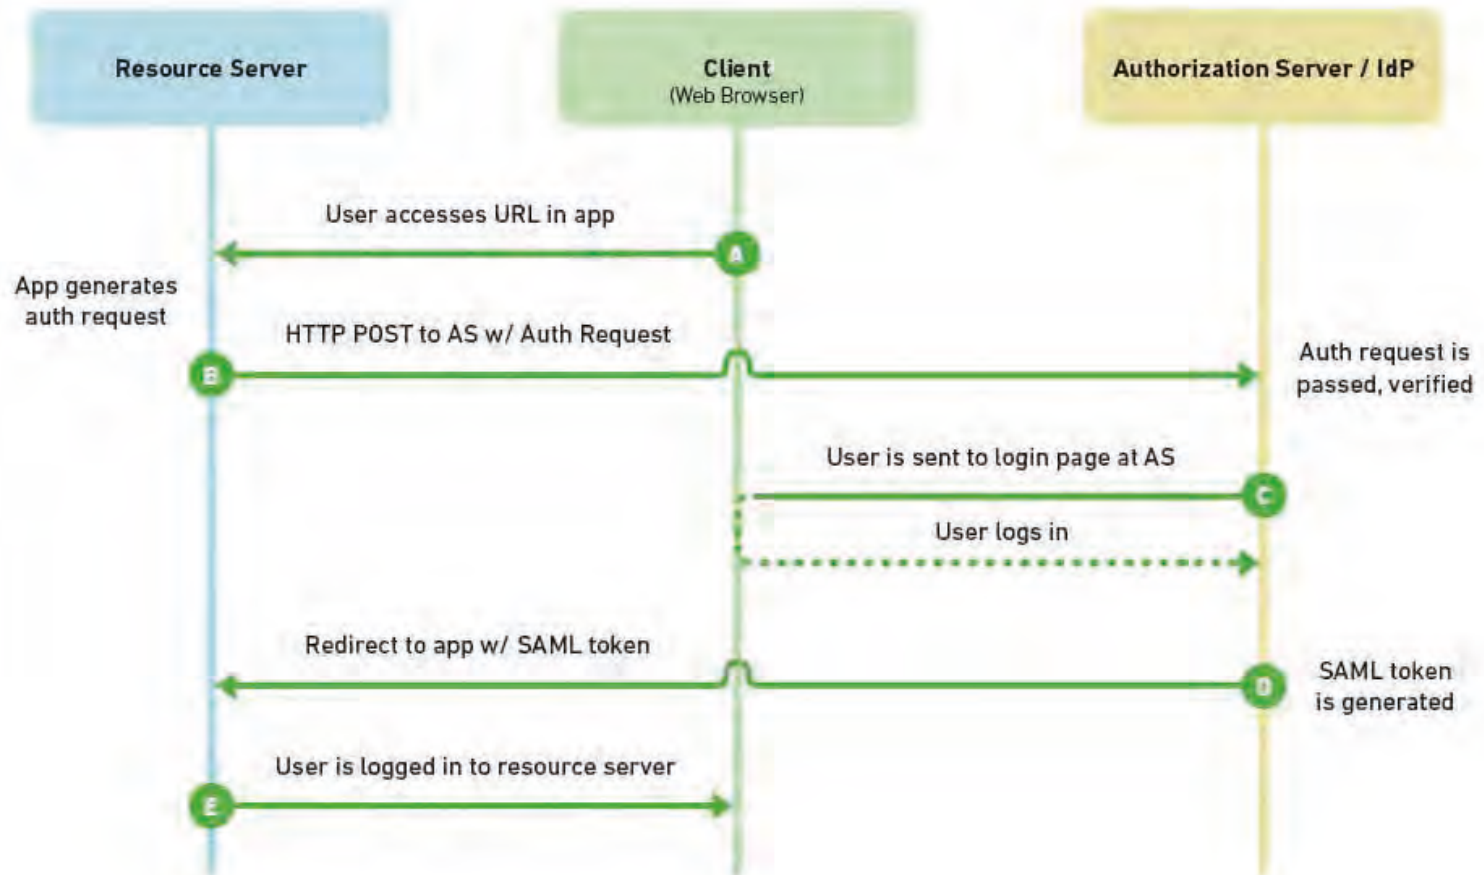 Resource Server
Client
(Web Browser)
Authorization Server / IdP
User accesses URL in app
A
App generates
auth request
HTTP POST to AS w/ Auth Request
B
Auth request is
passed, verified
User is sent to login page at AS
C
User logs in
Redirect to app w/ SAML token
D
SAML token
is generated
User is logged in to resource server
E